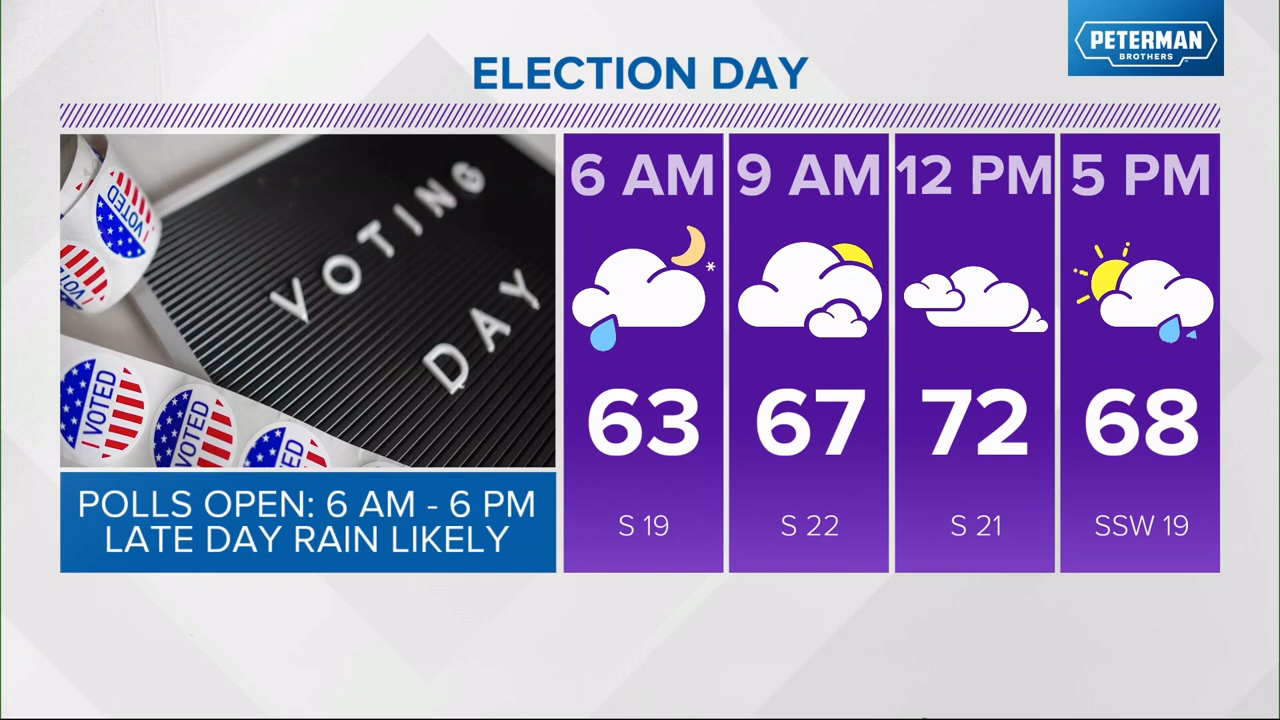 PETERMAN
BROTHERS
ELECTION DAY
I VOTED
VOTING
DAY
I VOTED
VOTED
POLLS OPEN: 6 AM - 6 PM
LATE DAY RAIN LIKELY
6 AM
63
S 19
9 AM
67
S 22
12 PM
72
S 21
5 PM
68
SSW 19